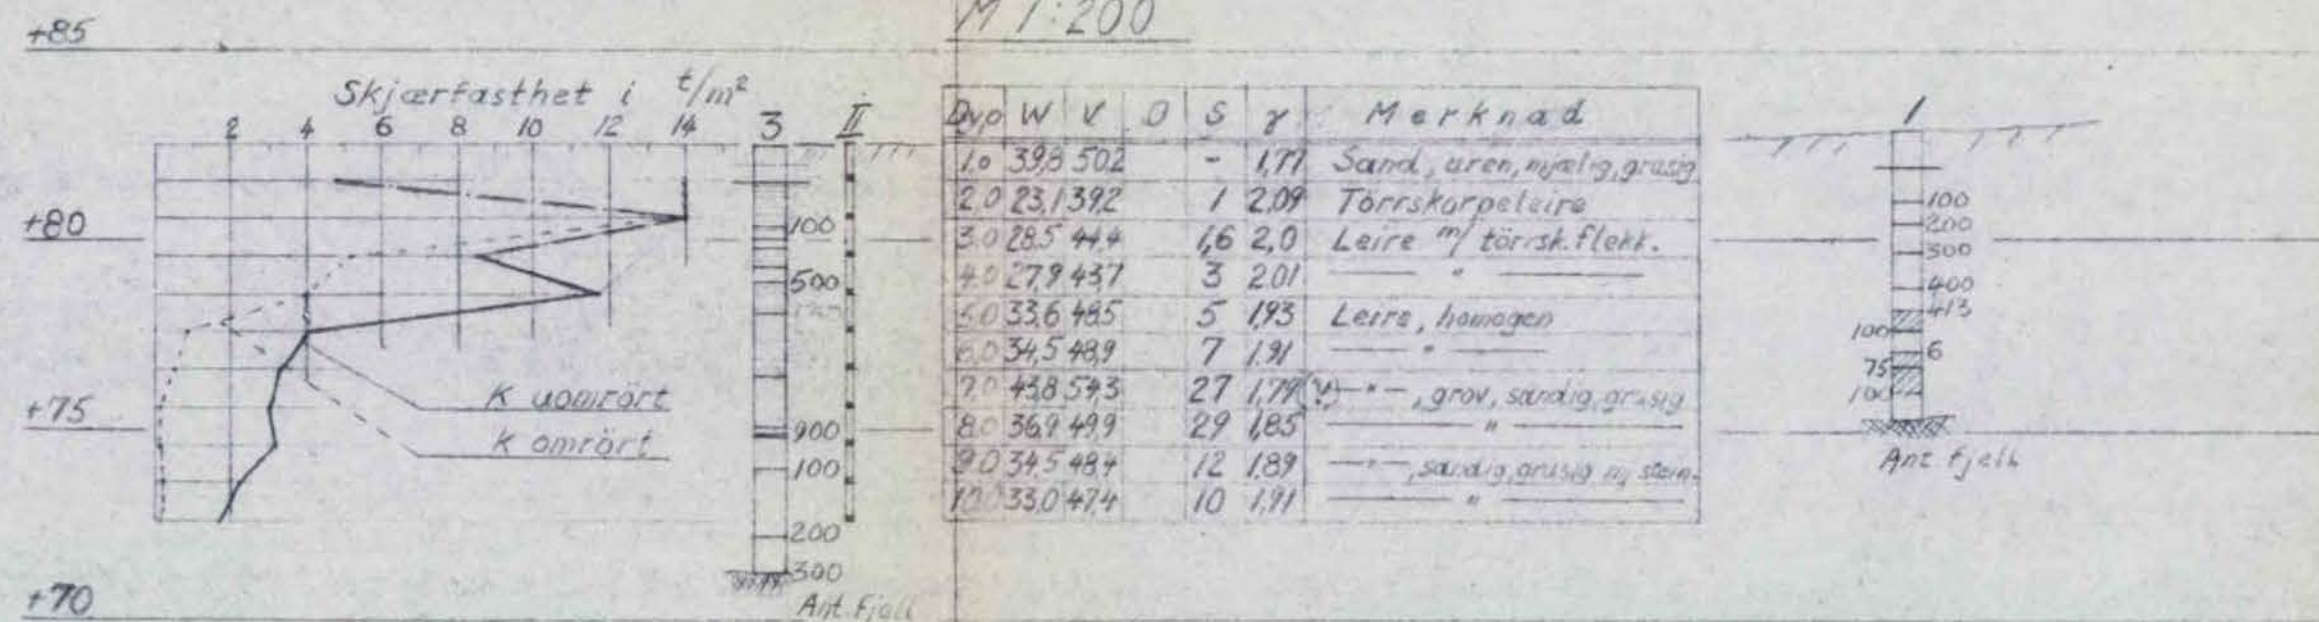 M 1:200
+85
Skjærfasthet i t/m²
2 4 6 8 10 12 14
3 II
+80
100
500
K uomrört
K omrört
+75
900
100
200
300
Ant. Fjell
+70
Dyp W V O S γ Merknad
1.0 39,8 50,2 - 1,77 Sand, uren, mjælig, grusig
2.0 23,1 39,2 1 2,09 Törrskorpeleire
3.0 28,5 44,4 1,6 2,0 Leire m/ törrsk. flekk.
4.0 27,9 43,7 3 2,01 — " —
5.0 33,6 48,5 5 1,93 Leire, homogen
6.0 34,5 48,9 7 1,91 — " —
7.0 43,8 54,3 27 1,79 (?) — " —, grov, sandig, grusig
8.0 36,9 49,9 29 1,85 — " —
9.0 34,5 48,4 12 1,89 — " —, sandig, grusig m/ stein.
10.0 33,0 47,4 10 1,91 — " —
1
100
200
300
400
413
100
6
75
100
Ant fjell